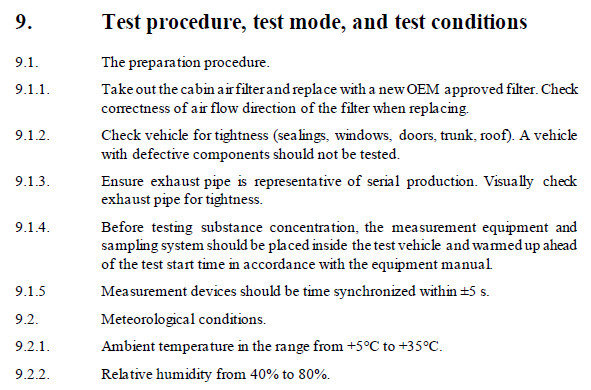 9. Test procedure, test mode, and test conditions
9.1. The preparation procedure.
9.1.1. Take out the cabin air filter and replace with a new OEM approved filter. Check
correctness of air flow direction of the filter when replacing.
9.1.2. Check vehicle for tightness (sealings, windows, doors, trunk, roof). A vehicle
with defective components should not be tested.
9.1.3. Ensure exhaust pipe is representative of serial production. Visually check
exhaust pipe for tightness.
9.1.4. Before testing substance concentration, the measurement equipment and
sampling system should be placed inside the test vehicle and warmed up ahead
of the test start time in accordance with the equipment manual.
9.1.5 Measurement devices should be time synchronized within ±5 s.
9.2. Meteorological conditions.
9.2.1. Ambient temperature in the range from +5°C to +35°C.
9.2.2. Relative humidity from 40% to 80%.